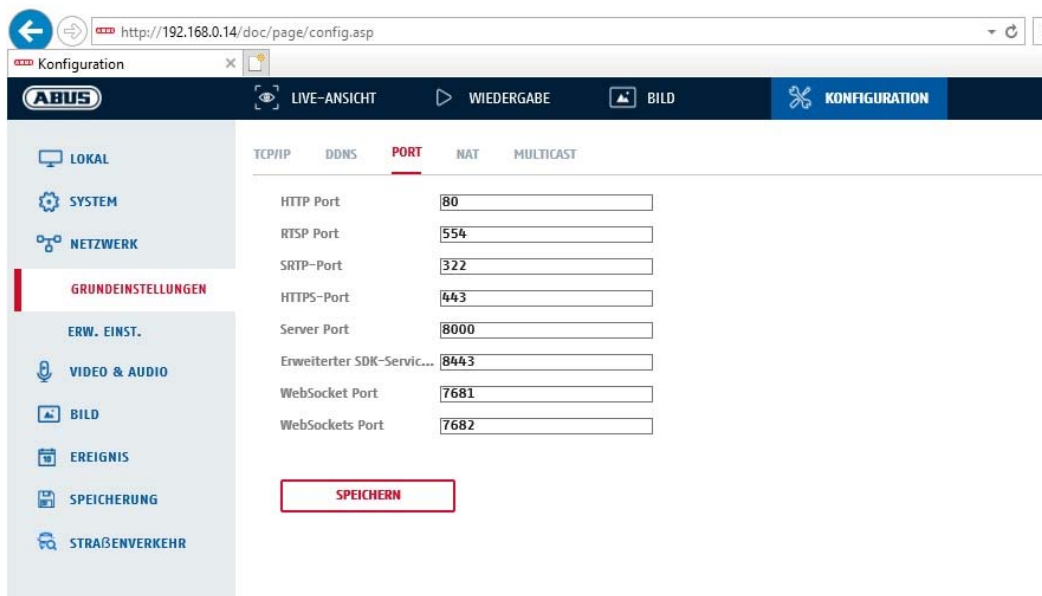 http://192.168.0.14/doc/page/config.asp
Konfiguration
ABUS
LIVE-ANSICHT WIEDERGABE BILD KONFIGURATION
LOKAL
SYSTEM
NETZWERK
GRUNDEINSTELLUNGEN
ERW. EINST.
VIDEO & AUDIO
BILD
EREIGNIS
SPEICHERUNG
STRAßENVERKEHR
TCP/IP DDNS PORT NAT MULTICAST
HTTP Port 80
RTSP Port 554
SRTP-Port 322
HTTPS-Port 443
Server Port 8000
Erweiterter SDK-Servic... 8443
WebSocket Port 7681
WebSockets Port 7682
SPEICHERN